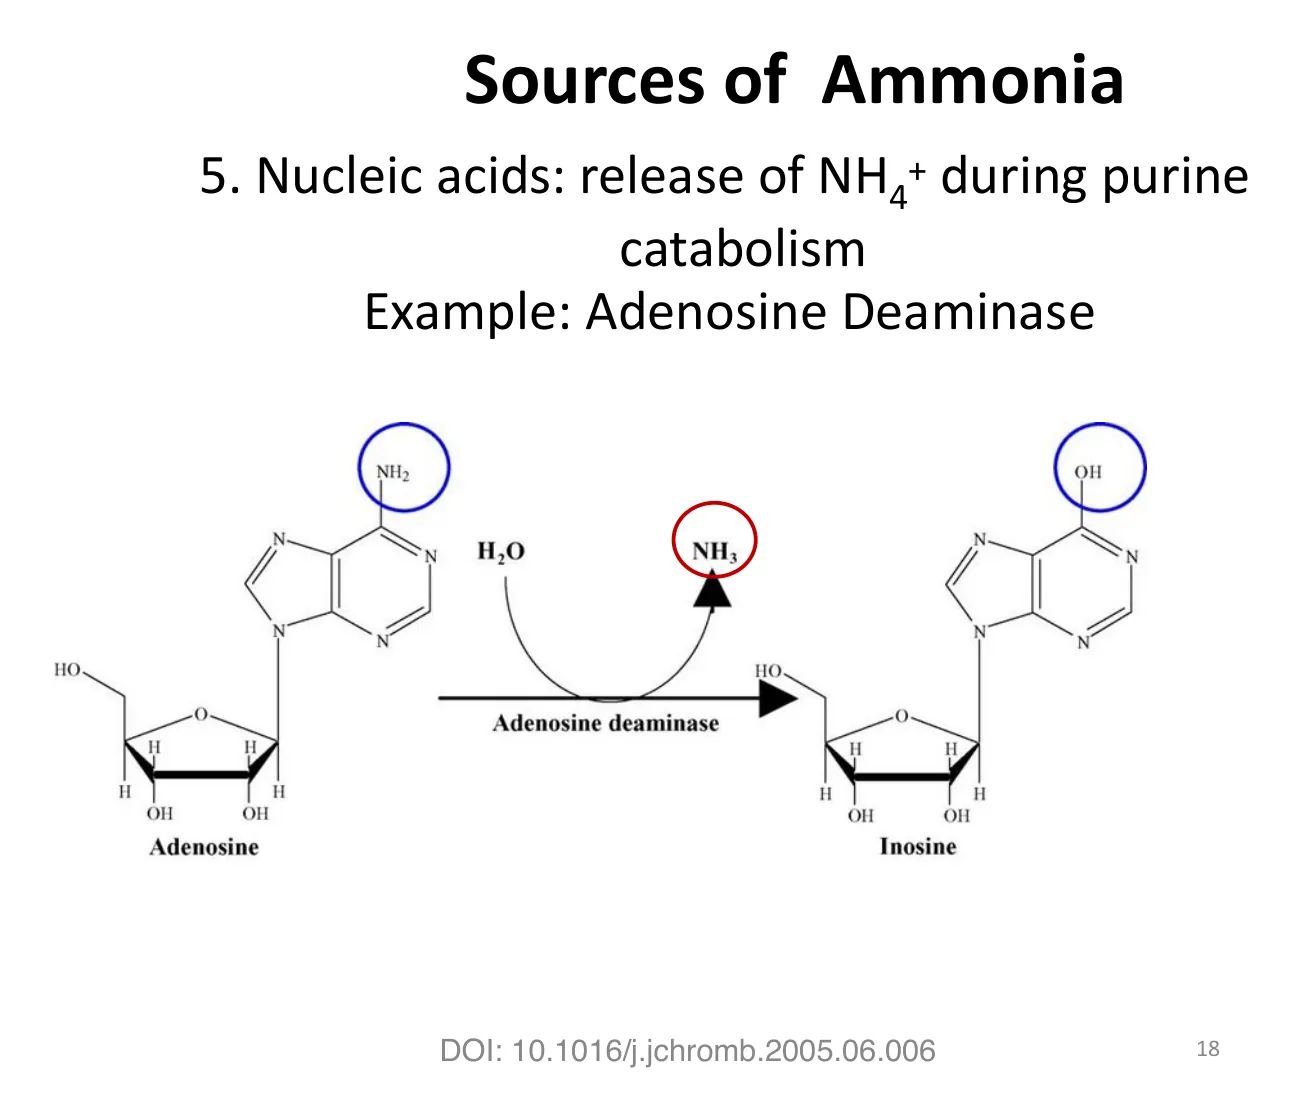 Sources of  Ammonia
5. Nucleic acids: release of NH₄⁺ during purine
catabolism
Example: Adenosine Deaminase
NH₂
N
N
N
N
HO
O
H
H
H
H
OH
OH
Adenosine
H₂O
NH₃
Adenosine deaminase
OH
N
N
N
N
HO
O
H
H
H
H
OH
OH
Inosine
DOI: 10.1016/j.jchromb.2005.06.006
18